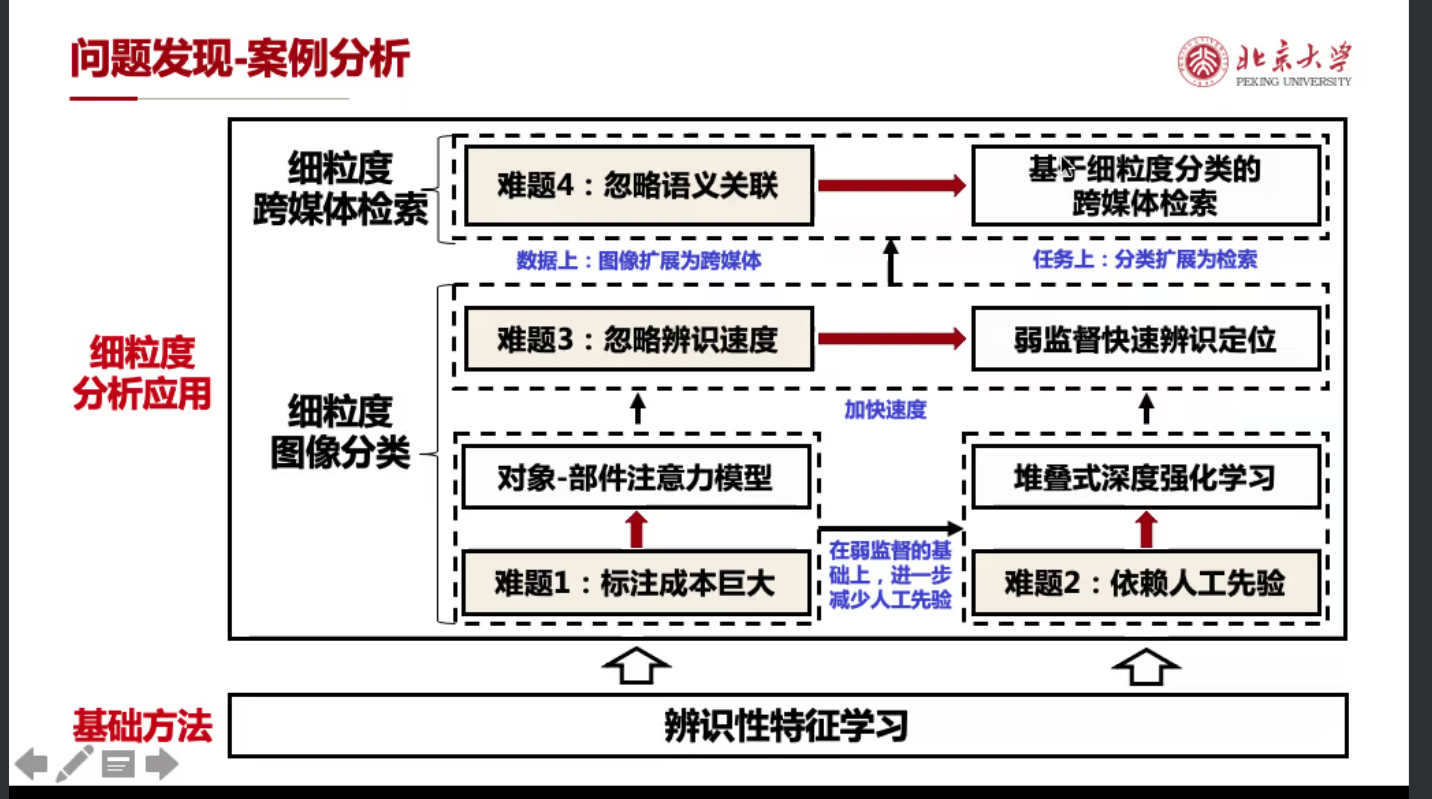 问题发现-案例分析
北京大学
PEKING UNIVERSITY
细粒度
跨媒体检索
难题4：忽略语义关联
基于细粒度分类的
跨媒体检索
数据上：图像扩展为跨媒体
任务上：分类扩展为检索
细粒度
分析应用
细粒度
图像分类
难题3：忽略辨识速度
弱监督快速辨识定位
加快速度
对象-部件注意力模型
堆叠式深度强化学习
在弱监督的基
础上，进一步
减少人工先验
难题1：标注成本巨大
难题2：依赖人工先验
基础方法
辨识性特征学习